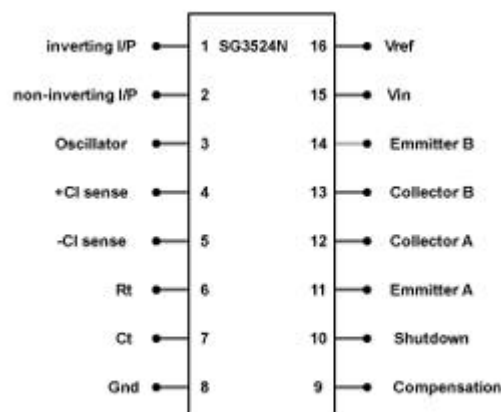 inverting I/P 1 SG3524N 16 Vref
non-inverting I/P 2 15 Vin
Oscillator 3 14 Emmitter B
+Cl sense 4 13 Collector B
-Cl sense 5 12 Collector A
Rt 6 11 Emmitter A
Ct 7 10 Shutdown
Gnd 8 9 Compensation